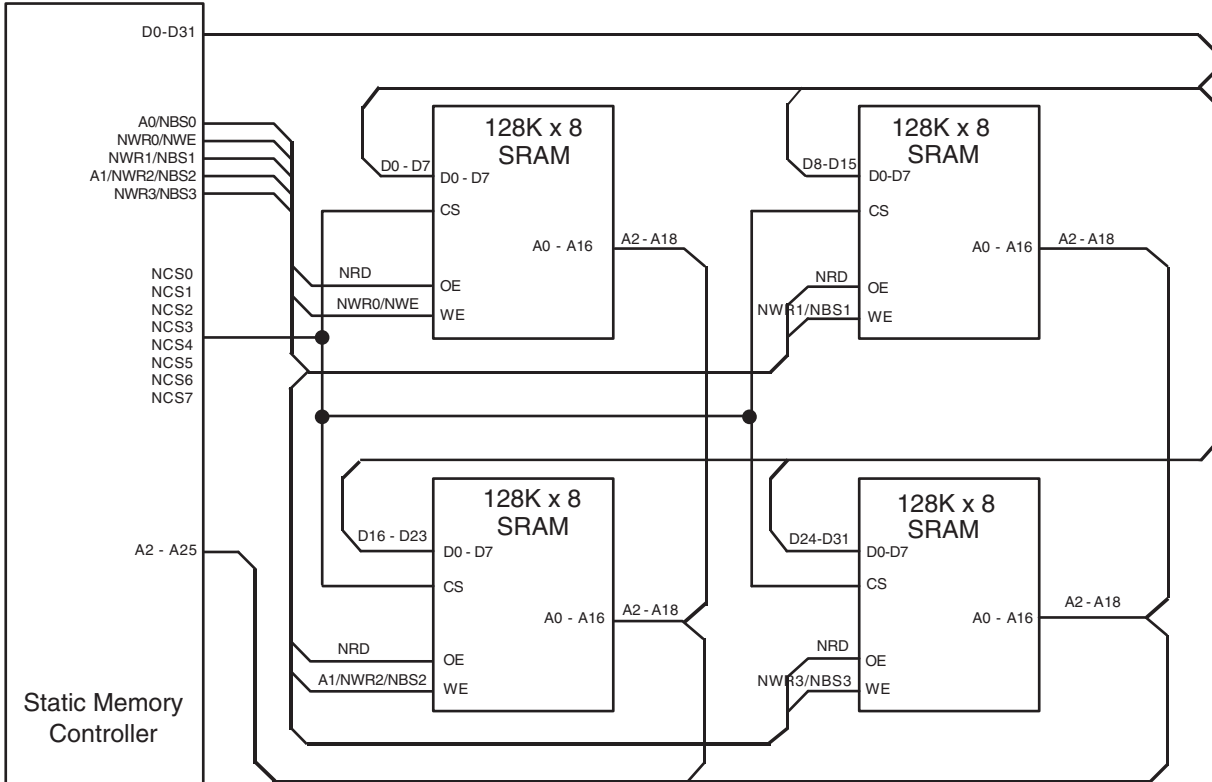 D0-D31
A0/NBS0
NWR0/NWE
NWR1/NBS1
A1/NWR2/NBS2
NWR3/NBS3
NCS0
NCS1
NCS2
NCS3
NCS4
NCS5
NCS6
NCS7
A2 - A25
Static Memory
Controller
128K x 8
SRAM
D0 - D7
D0 - D7
CS
A0 - A16
A2 - A18
NRD
OE
NWR0/NWE
WE
128K x 8
SRAM
D8-D15
D0-D7
CS
A0 - A16
A2 - A18
NRD
OE
NWR1/NBS1
WE
128K x 8
SRAM
D16 - D23
D0 - D7
CS
A0 - A16
A2 - A18
NRD
OE
A1/NWR2/NBS2
WE
128K x 8
SRAM
D24-D31
D0-D7
CS
A0 - A16
A2 - A18
NRD
OE
NWR3/NBS3
WE